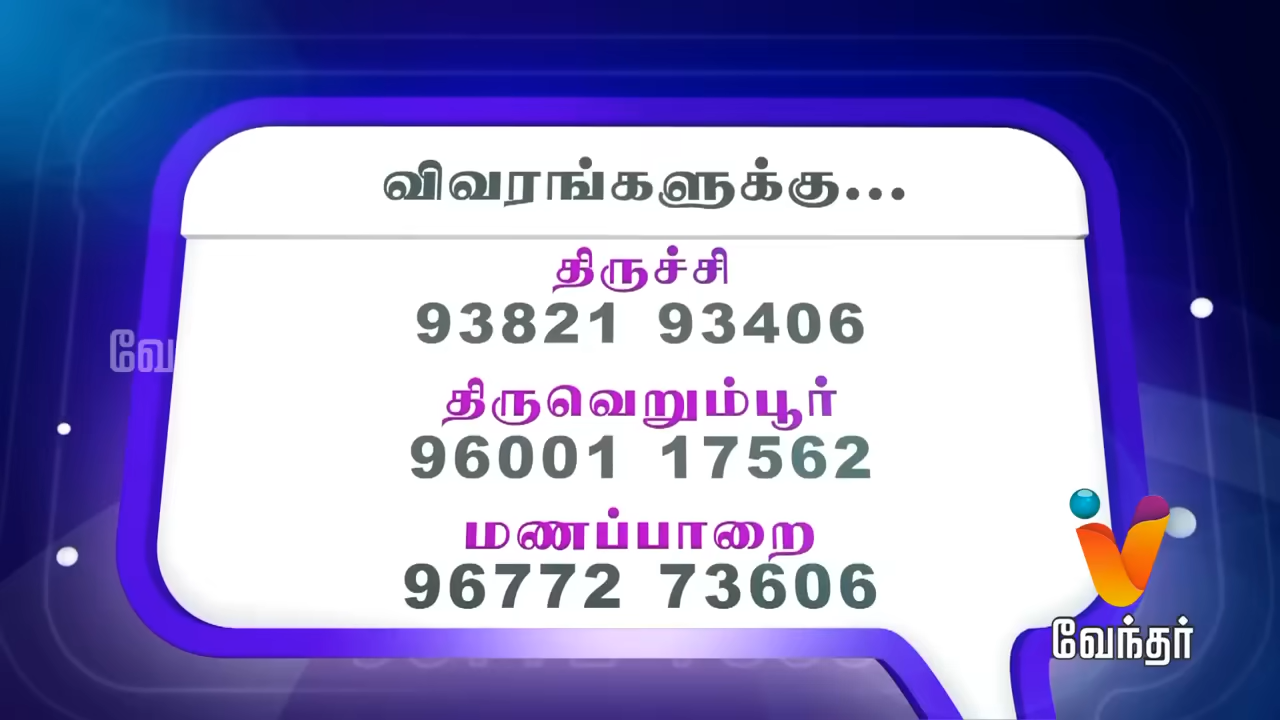 விவரங்களுக்கு...
திருச்சி
93821 93406
வே
திருவெறும்பூர்
96001 17562
மணப்பாறை
96772 73606
வேந்தர்